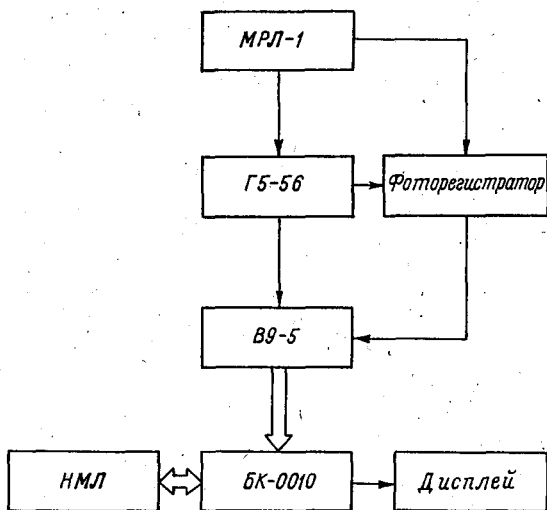 МРЛ-1
Г5-56
Фоторегистратор
В9-5
НМЛ
БК-0010
Дисплей